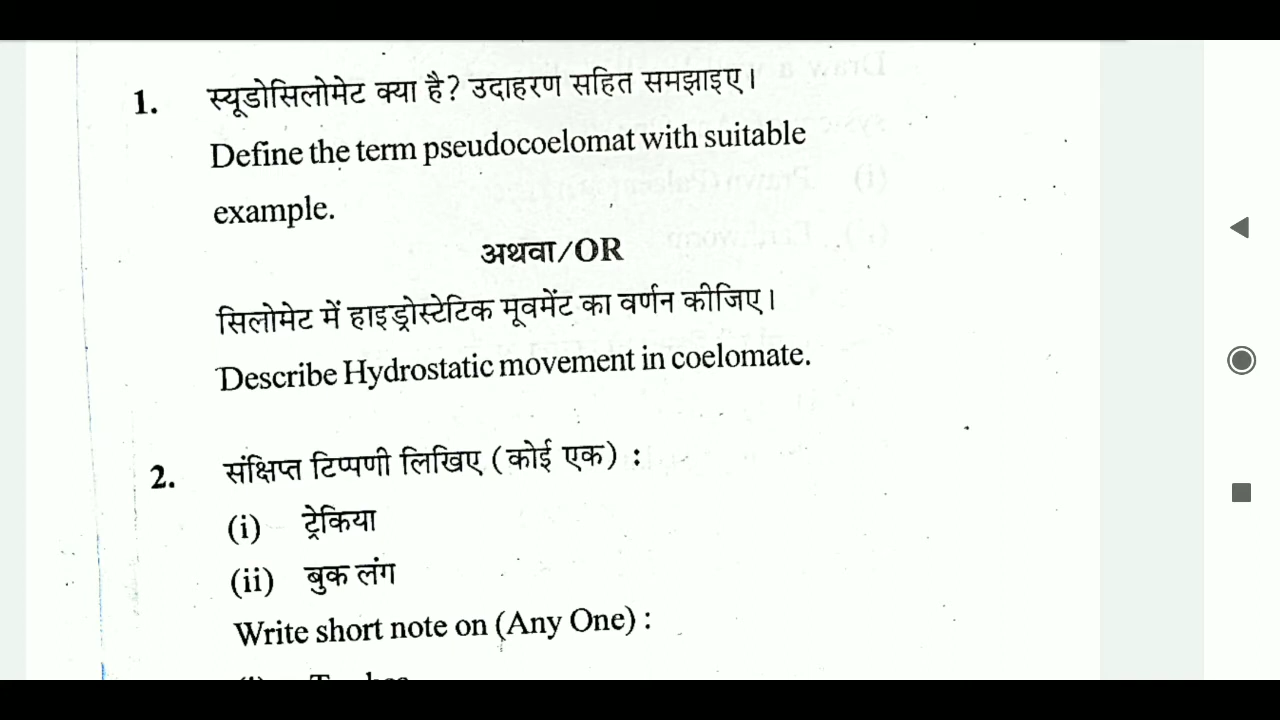 1. स्यूडोसिलोमेट क्या है? उदाहरण सहित समझाइए।
Define the term pseudocoelomat with suitable
example.
अथवा/OR
सिलोमेट में हाइड्रोस्टेटिक मूवमेंट का वर्णन कीजिए।
Describe Hydrostatic movement in coelomate.
2. संक्षिप्त टिप्पणी लिखिए (कोई एक) :
(i) ट्रेकिया
(ii) बुक लंग
Write short note on (Any One) :